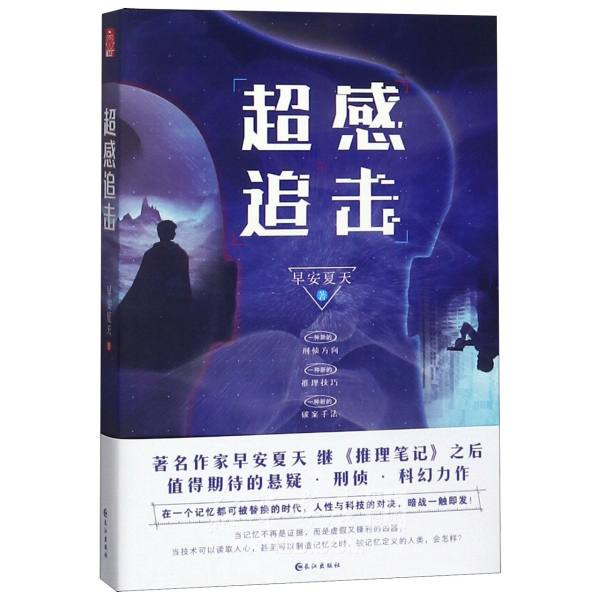 超感追击
早安夏天
著
超感
追击
早安夏天
著
一种新的
刑侦方向
一种新的
推理技巧
一种新的
破案手法
著名作家早安夏天 继《推理笔记》之后
值得期待的悬疑·刑侦·科幻力作
在一个记忆都可被替换的时代，人性与科技的对决，暗战一触即发！
当记忆不再是证据，而是虚假又锋利的凶器，
当技术可以读取人心，甚至可以制造记忆之时，被记忆定义的人类，会怎样？
长江出版社